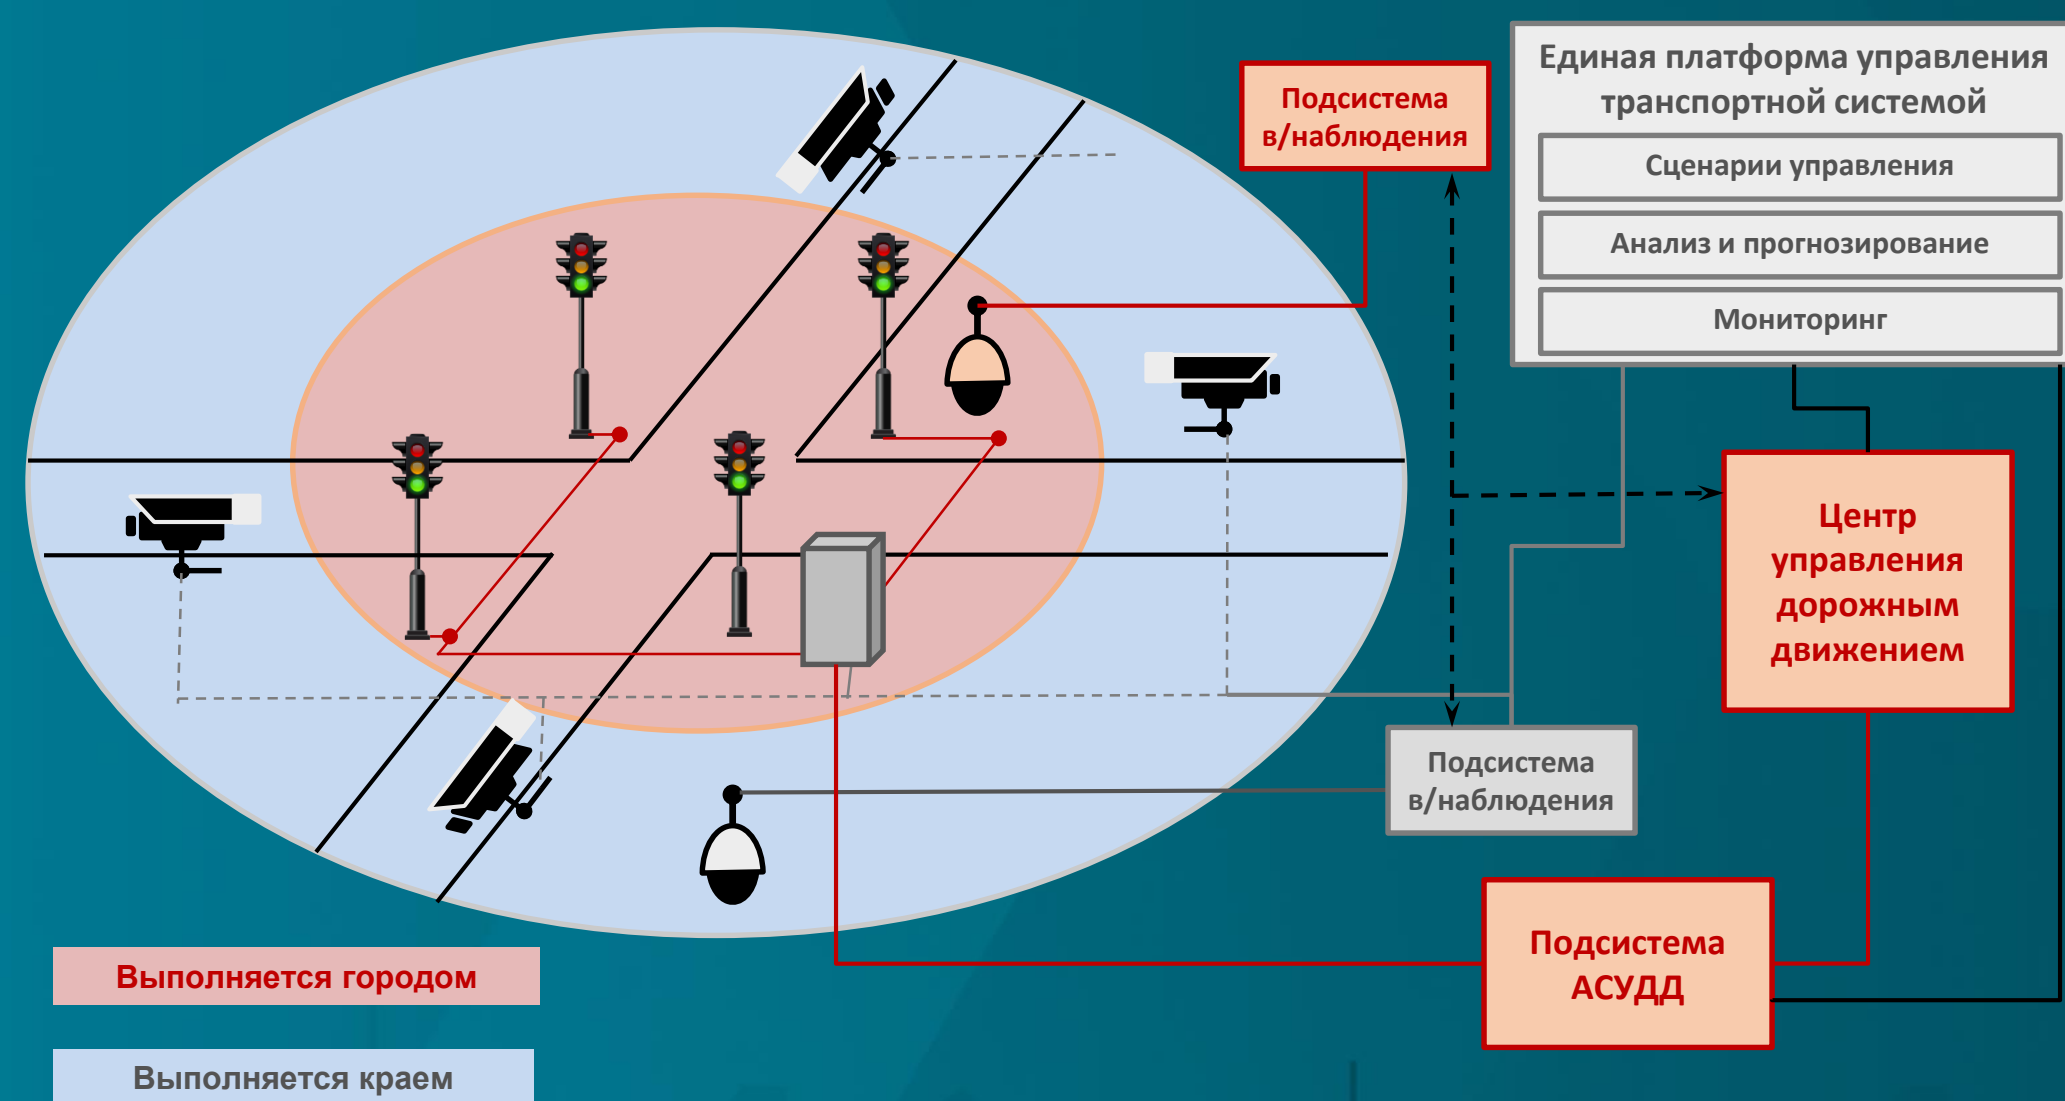 Подсистема
в/наблюдения
Единая платформа управления
транспортной системой
Сценарии управления
Анализ и прогнозирование
Мониторинг
Центр
управления
дорожным
движением
Подсистема
в/наблюдения
Подсистема
АСУДД
Выполняется городом
Выполняется краем